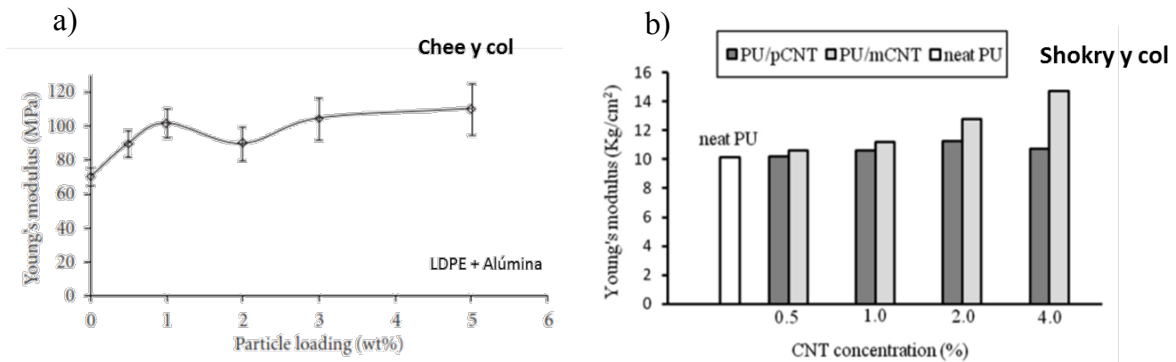 a)
Chee y col
Young's modulus (MPa)
120
100
80
60
40
20
0
LDPE + Alúmina
0 1 2 3 4 5 6
Particle loading (wt%)
b)
PU/pCNT PU/mCNT neat PU
Shokry y col
Young's modulus (Kg/cm²)
16
14
12
10
8
6
4
2
0
neat PU
0.5 1.0 2.0 4.0
CNT concentration (%)